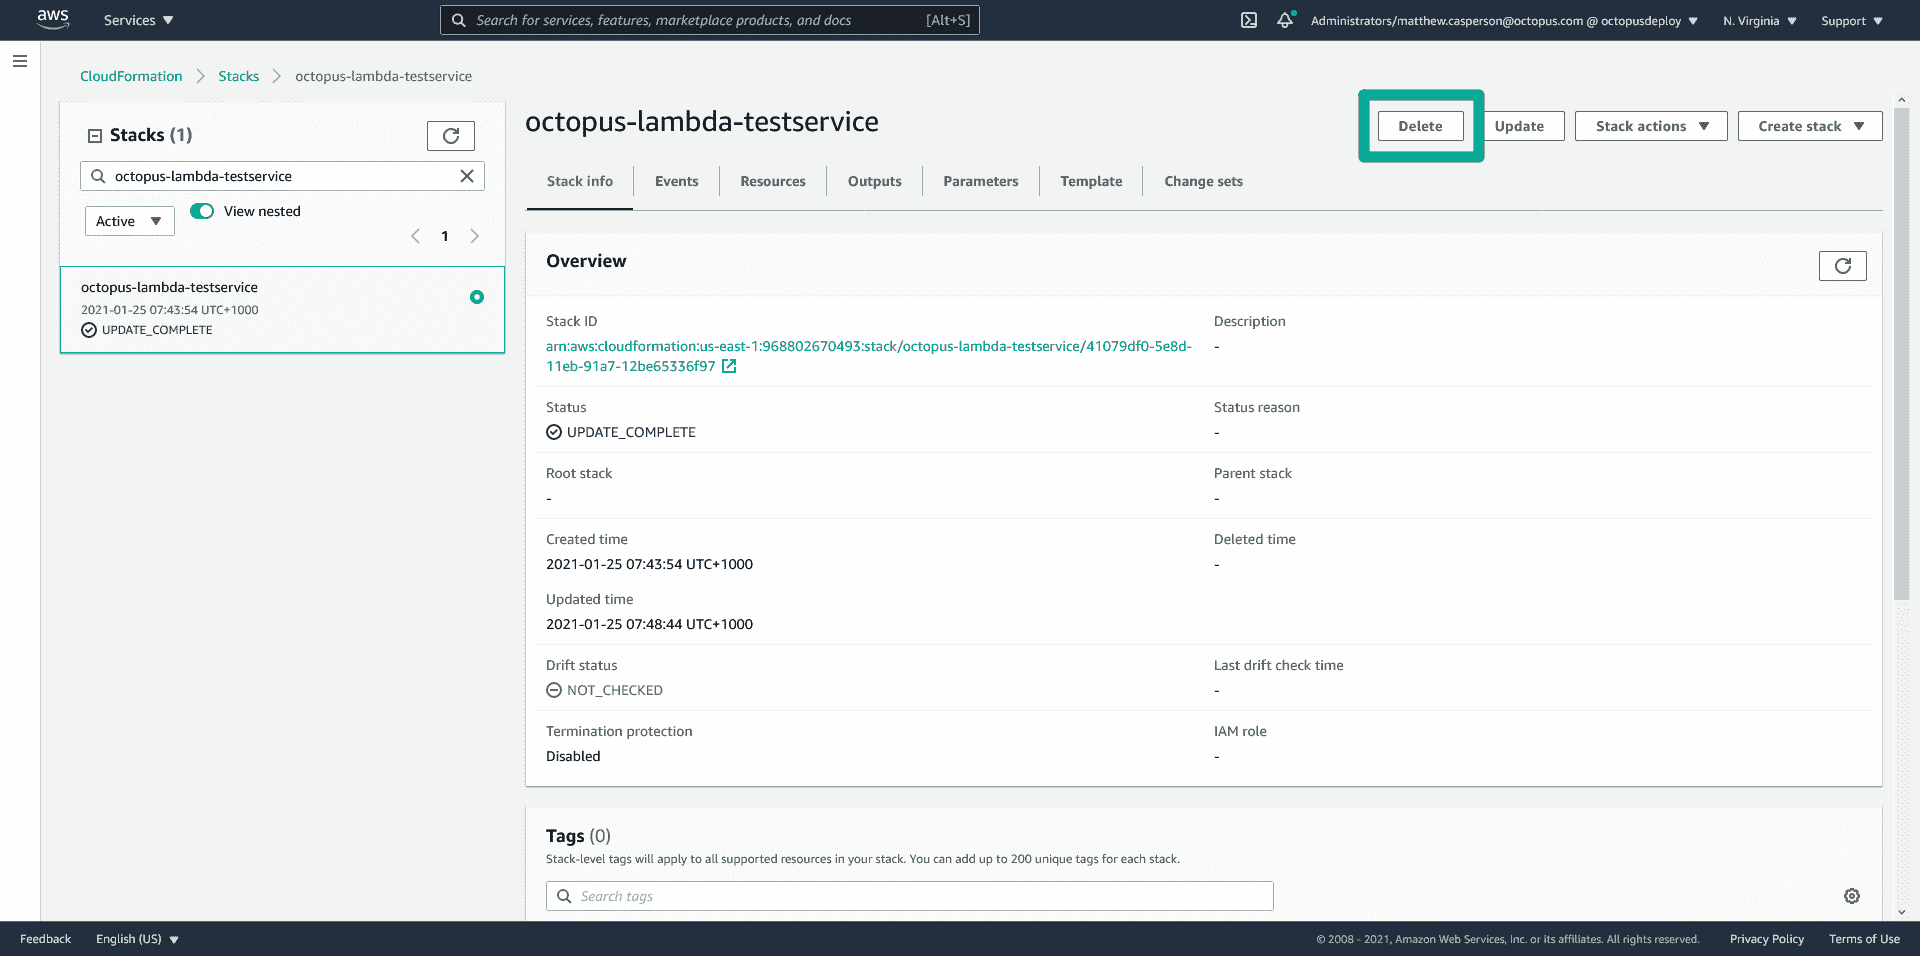 aws
Services
Search for services, features, marketplace products, and docs [Alt+S]
Administrators/matthew.casperson@octopus.com @ octopusdeploy
N. Virginia
Support
CloudFormation
Stacks
octopus-lambda-testservice
Stacks (1)
octopus-lambda-testservice
Active
View nested
1
octopus-lambda-testservice
2021-01-25 07:43:54 UTC+1000
UPDATE_COMPLETE
octopus-lambda-testservice
Delete
Update
Stack actions
Create stack
Stack info
Events
Resources
Outputs
Parameters
Template
Change sets
Overview
Stack ID
arn:aws:cloudformation:us-east-1:968802670493:stack/octopus-lambda-testservice/41079df0-5e8d-
11eb-91a7-12be65336f97
Description
-
Status
UPDATE_COMPLETE
Status reason
-
Root stack
-
Parent stack
-
Created time
2021-01-25 07:43:54 UTC+1000
Deleted time
-
Updated time
2021-01-25 07:48:44 UTC+1000
Drift status
NOT_CHECKED
Last drift check time
-
Termination protection
Disabled
IAM role
-
Tags (0)
Stack-level tags will apply to all supported resources in your stack. You can add up to 200 unique tags for each stack.
Search tags
Feedback
English (US)
© 2008 - 2021, Amazon Web Services, Inc. or its affiliates. All rights reserved.
Privacy Policy
Terms of Use